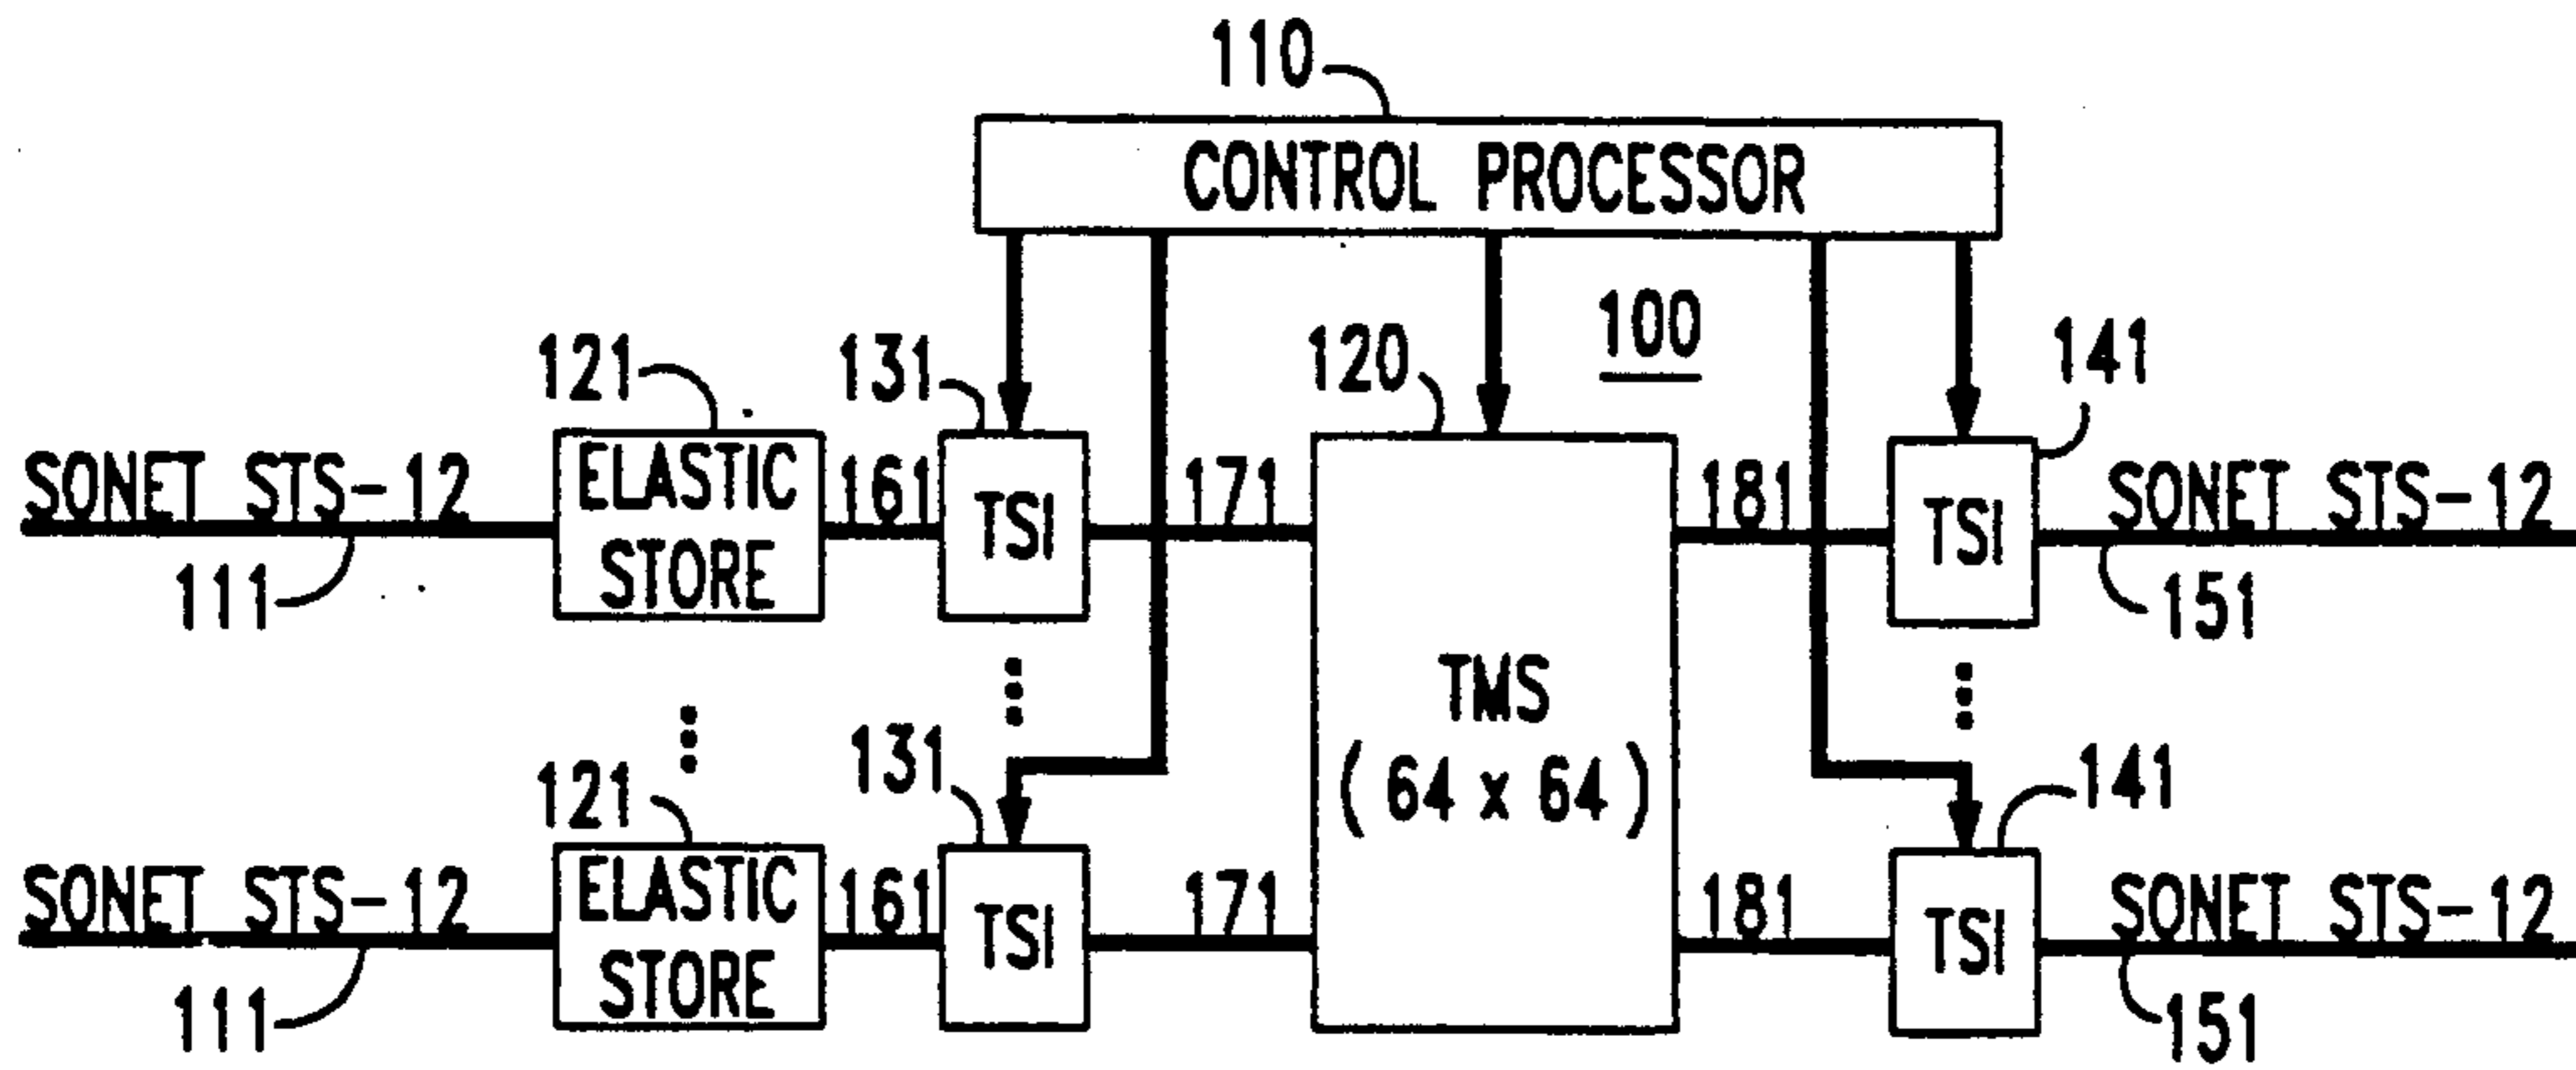 110
CONTROL PROCESSOR
100
121
131
120
141
SONET STS-12
ELASTIC
STORE
161
TSI
171
181
TSI
SONET STS-12
111
151
TMS
(64 x 64)
121
131
141
SONET STS-12
ELASTIC
STORE
161
TSI
171
181
TSI
SONET STS-12
111
151